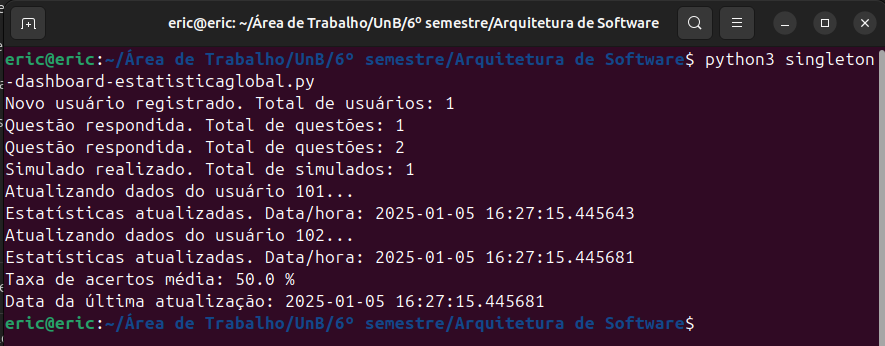 eric@eric: ~/Área de Trabalho/UnB/6º semestre/Arquitetura de Software
eric@eric:~/Área de Trabalho/UnB/6º semestre/Arquitetura de Software$ python3 singleton
-dashboard-estatisticaglobal.py
Novo usuário registrado. Total de usuários: 1
Questão respondida. Total de questões: 1
Questão respondida. Total de questões: 2
Simulado realizado. Total de simulados: 1
Atualizando dados do usuário 101...
Estatísticas atualizadas. Data/hora: 2025-01-05 16:27:15.445643
Atualizando dados do usuário 102...
Estatísticas atualizadas. Data/hora: 2025-01-05 16:27:15.445681
Taxa de acertos média: 50.0 %
Data da última atualização: 2025-01-05 16:27:15.445681
eric@eric:~/Área de Trabalho/UnB/6º semestre/Arquitetura de Software$